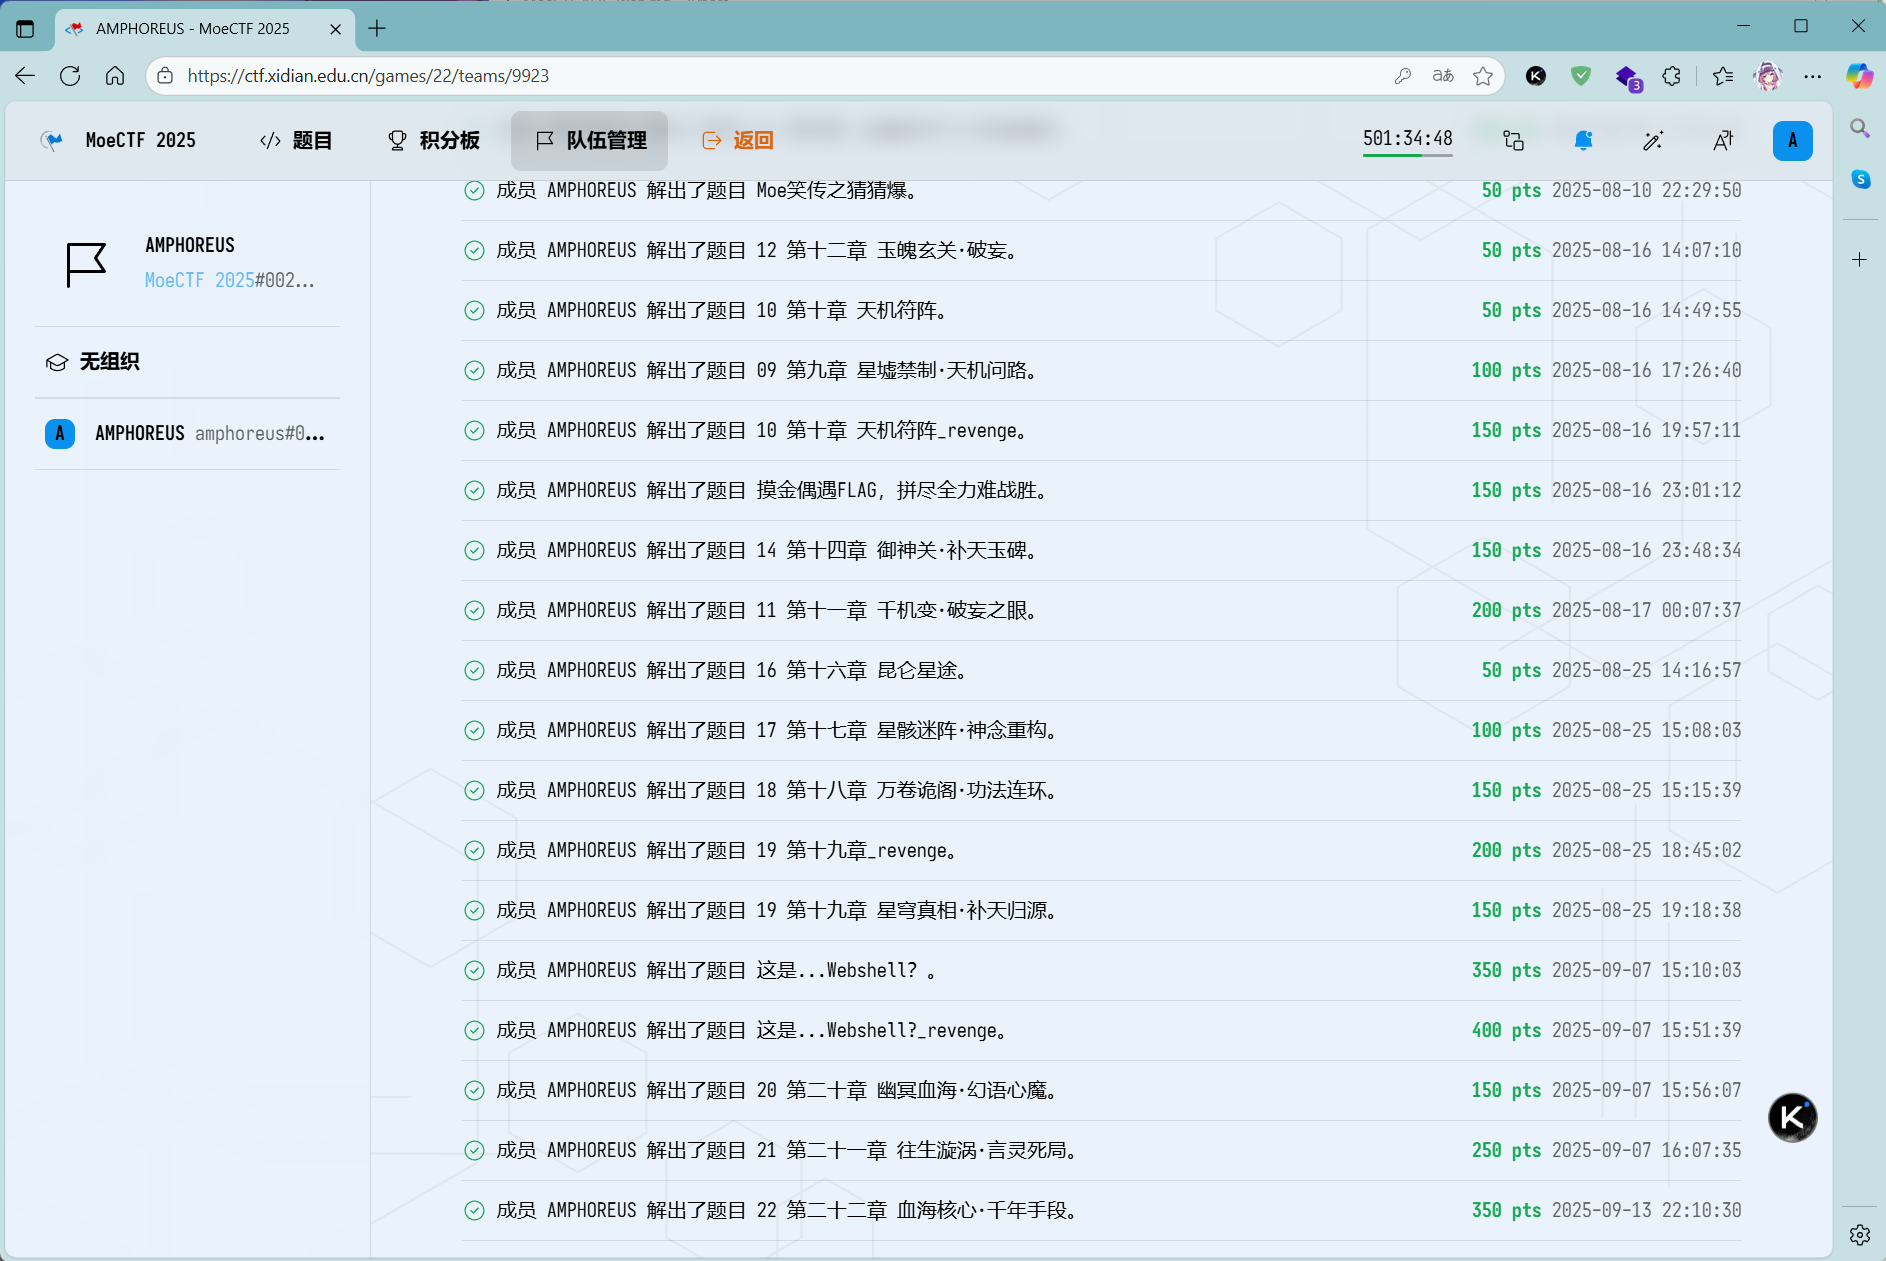 AMPHOREUS - MoeCTF 2025
https://ctf.xidian.edu.cn/games/22/teams/9923
aあ
3
MoeCTF 2025
</> 题目
积分板
队伍管理
返回
501:34:48
A
AMPHOREUS
MoeCTF 2025#002...
无组织
A AMPHOREUS amphoreus#0...
成员 AMPHOREUS 解出了题目 Moe笑传之猜猜爆。 50 pts 2025-08-10 22:29:50
成员 AMPHOREUS 解出了题目 12 第十二章 玉魄玄关·破妄。 50 pts 2025-08-16 14:07:10
成员 AMPHOREUS 解出了题目 10 第十章 天机符阵。 50 pts 2025-08-16 14:49:55
成员 AMPHOREUS 解出了题目 09 第九章 星墟禁制·天机问路。 100 pts 2025-08-16 17:26:40
成员 AMPHOREUS 解出了题目 10 第十章 天机符阵_revenge。 150 pts 2025-08-16 19:57:11
成员 AMPHOREUS 解出了题目 摸金偶遇FLAG，拼尽全力难战胜。 150 pts 2025-08-16 23:01:12
成员 AMPHOREUS 解出了题目 14 第十四章 御神关·补天玉碑。 150 pts 2025-08-16 23:48:34
成员 AMPHOREUS 解出了题目 11 第十一章 千机变·破妄之眼。 200 pts 2025-08-17 00:07:37
成员 AMPHOREUS 解出了题目 16 第十六章 昆仑星途。 50 pts 2025-08-25 14:16:57
成员 AMPHOREUS 解出了题目 17 第十七章 星骸迷阵·神念重构。 100 pts 2025-08-25 15:08:03
成员 AMPHOREUS 解出了题目 18 第十八章 万卷诡阁·功法连环。 150 pts 2025-08-25 15:15:39
成员 AMPHOREUS 解出了题目 19 第十九章_revenge。 200 pts 2025-08-25 18:45:02
成员 AMPHOREUS 解出了题目 19 第十九章 星穹真相·补天归源。 150 pts 2025-08-25 19:18:38
成员 AMPHOREUS 解出了题目 这是...Webshell? 。 350 pts 2025-09-07 15:10:03
成员 AMPHOREUS 解出了题目 这是...Webshell?_revenge。 400 pts 2025-09-07 15:51:39
成员 AMPHOREUS 解出了题目 20 第二十章 幽冥血海·幻语心魔。 150 pts 2025-09-07 15:56:07
成员 AMPHOREUS 解出了题目 21 第二十一章 往生漩涡·言灵死局。 250 pts 2025-09-07 16:07:35
成员 AMPHOREUS 解出了题目 22 第二十二章 血海核心·千年手段。 350 pts 2025-09-13 22:10:30